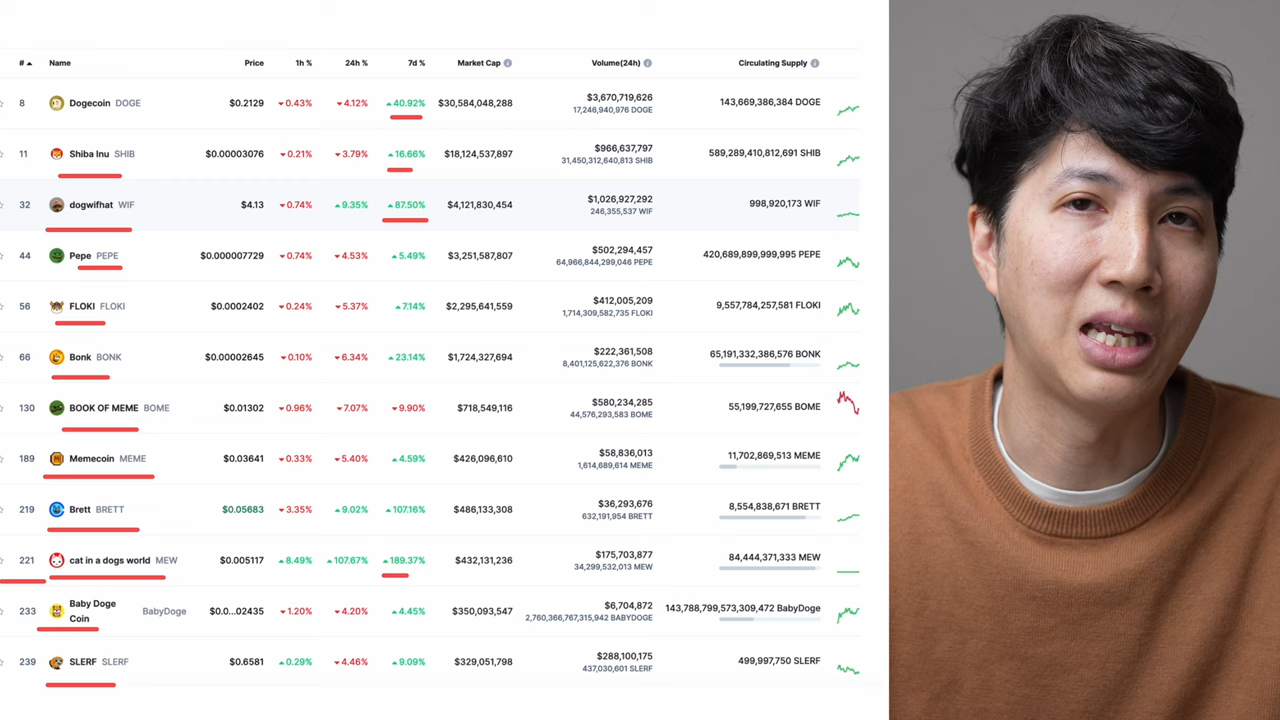 # Name Price 1h % 24h % 7d % Market Cap Volume(24h) Circulating Supply
8 Dogecoin DOGE $0.2129 0.43% 4.12% 40.92% $30,584,048,288 $3,670,719,626 143,669,386,384 DOGE
17,246,940,976 DOGE
11 Shiba Inu SHIB $0.00003076 0.21% 3.79% 16.66% $18,124,537,897 $966,637,797 589,289,410,812,691 SHIB
31,450,312,640,813 SHIB
32 dogwifhat WIF $4.13 0.74% 9.35% 87.50% $4,121,830,454 $1,026,927,292 998,920,173 WIF
246,355,537 WIF
44 Pepe PEPE $0.000007729 0.74% 4.53% 5.49% $3,251,587,807 $502,294,457 420,689,899,999,995 PEPE
64,966,844,299,046 PEPE
56 FLOKI FLOKI $0.0002402 0.24% 5.37% 7.14% $2,295,641,559 $412,005,209 9,557,784,257,581 FLOKI
1,714,309,582,735 FLOKI
66 Bonk BONK $0.00002645 0.10% 6.34% 23.14% $1,724,327,694 $222,361,508 65,191,332,386,576 BONK
8,401,125,622,376 BONK
130 BOOK OF MEME BOME $0.01302 0.96% 7.07% 9.90% $718,549,116 $580,234,285 55,199,727,655 BOME
44,576,293,583 BOME
189 Memecoin MEME $0.03641 0.33% 5.40% 4.59% $426,096,610 $58,836,013 11,702,869,513 MEME
1,614,689,614 MEME
219 Brett BRETT $0.05683 3.35% 9.02% 107.16% $486,133,308 $36,293,676 8,554,838,671 BRETT
632,191,954 BRETT
221 cat in a dogs world MEW $0.005117 8.49% 107.67% 189.37% $432,131,236 $175,703,877 84,444,371,333 MEW
34,299,532,013 MEW
233 Baby Doge Coin BabyDoge $0.0...02435 1.20% 4.20% 4.45% $350,093,547 $6,704,872 143,788,799,573,309,472 BabyDoge
2,760,366,767,315,942 BABYDOGE
239 SLERF SLERF $0.6581 0.29% 4.46% 9.09% $329,051,798 $288,100,175 499,997,750 SLERF
437,030,601 SLERF